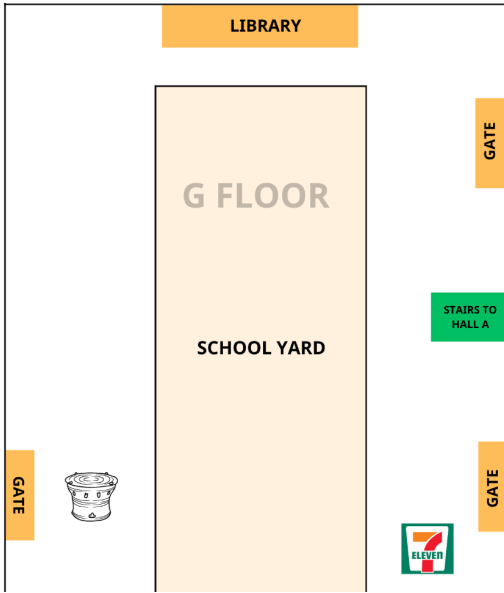 LIBRARY
GATE
G FLOOR
STAIRS TO
HALL A
SCHOOL YARD
GATE
GATE
7
ELEVEn